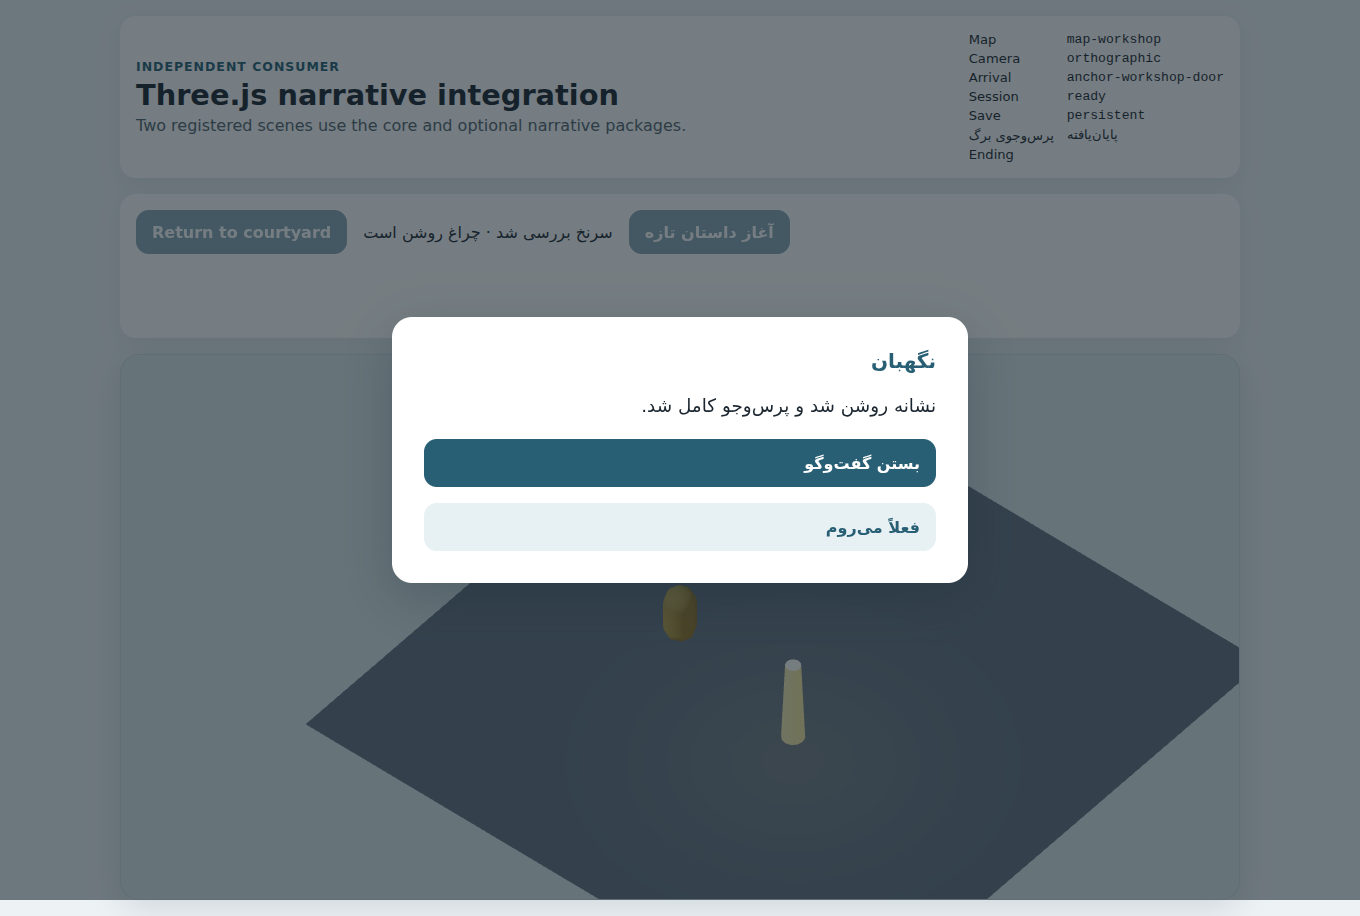 INDEPENDENT CONSUMER
Three.js narrative integration
Two registered scenes use the core and optional narrative packages.
Map map-workshop
Camera orthographic
Arrival anchor-workshop-door
Session ready
Save persistent
پرس‌وجوی برگ پایان‌یافته
Ending
Return to courtyard
سرنخ بررسی شد · چراغ روشن است
آغاز داستان تازه
نگهبان
نشانه روشن شد و پرس‌وجو کامل شد.
بستن گفت‌وگو
فعلاً می‌روم